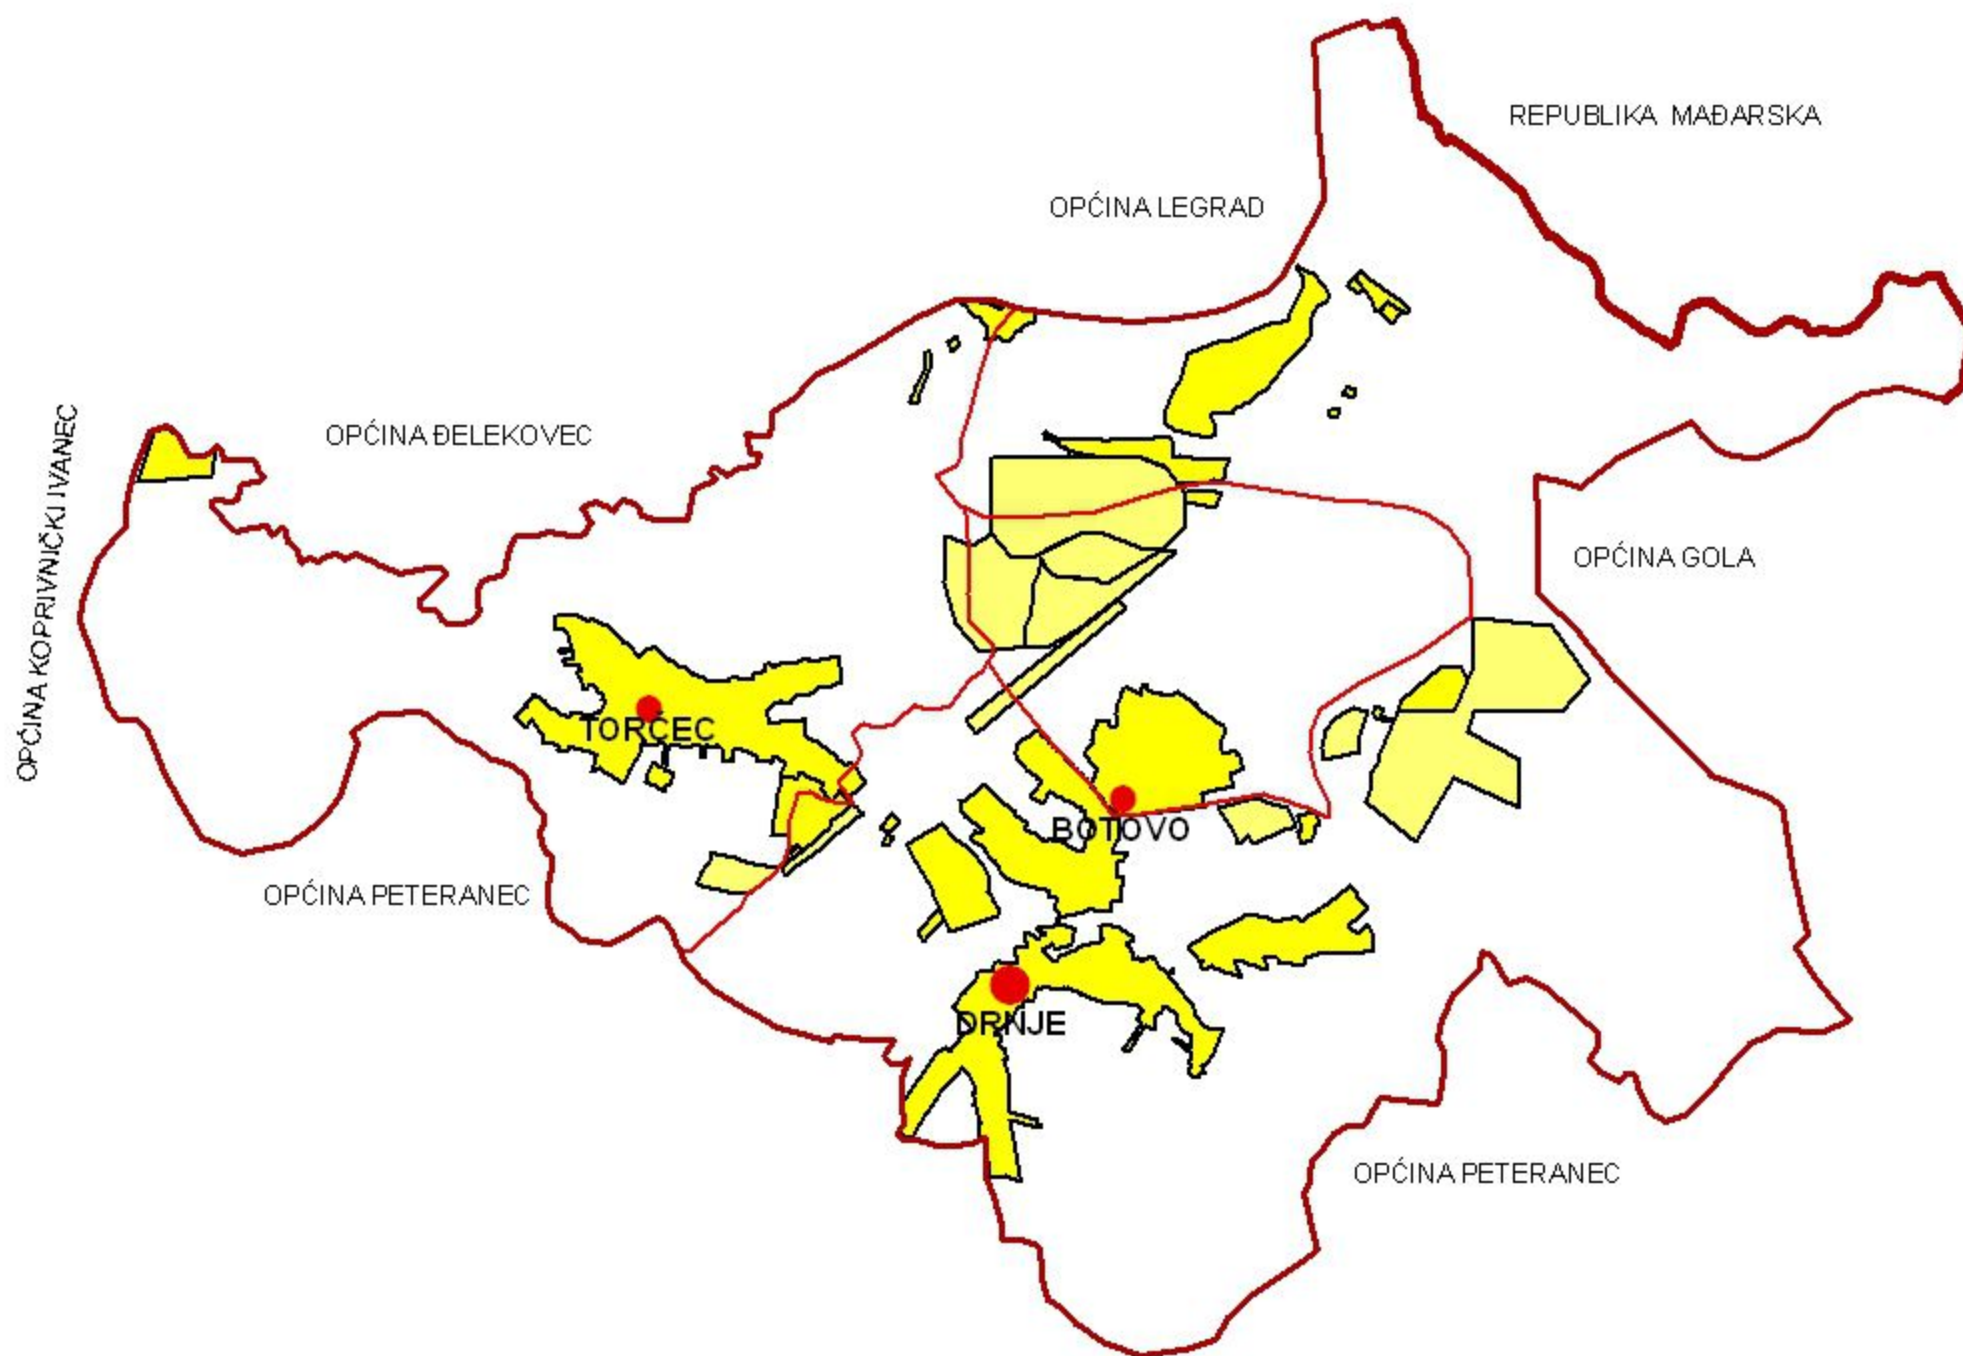 REPUBLIKA MAĐARSKA
OPĆINA LEGRAD
OPĆINA ĐELEKOVEC
OPĆINA KOPRIVNIČKI IVANEC
OPĆINA GOLA
TORČEC
BOTOVO
OPĆINA PETERANEC
DRNJE
OPĆINA PETERANEC